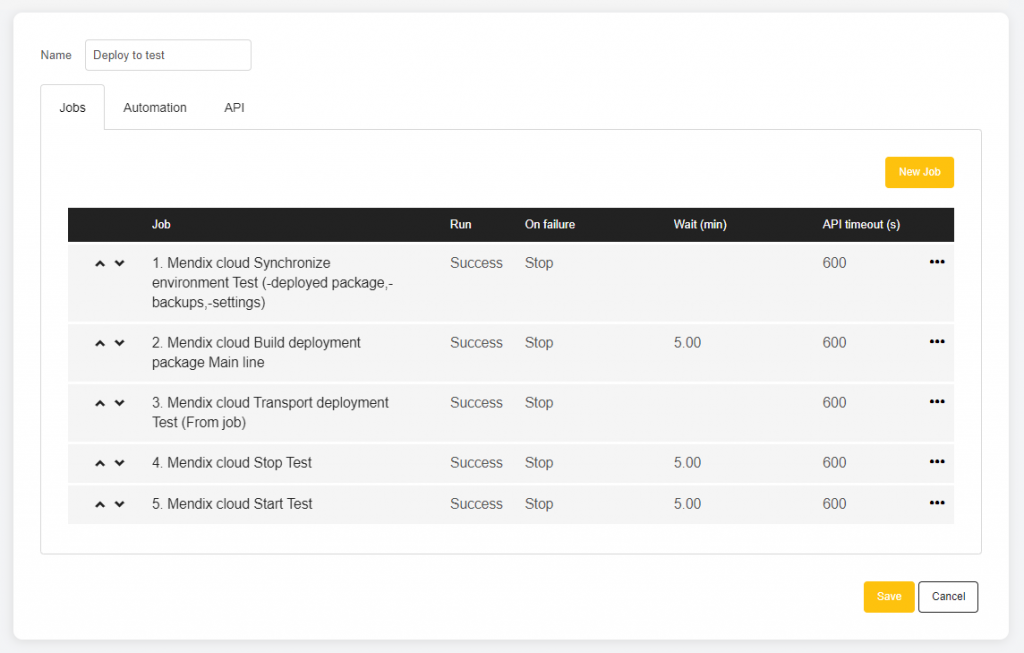 Name Deploy to test
Jobs Automation API
New Job
Job Run On failure Wait (min) API timeout (s)
1. Mendix cloud Synchronize Success Stop 600 •••
environment Test (-deployed package,-
backups,-settings)
2. Mendix cloud Build deployment Success Stop 5.00 600 •••
package Main line
3. Mendix cloud Transport deployment Success Stop 600 •••
Test (From job)
4. Mendix cloud Stop Test Success Stop 5.00 600 •••
5. Mendix cloud Start Test Success Stop 5.00 600 •••
Save Cancel